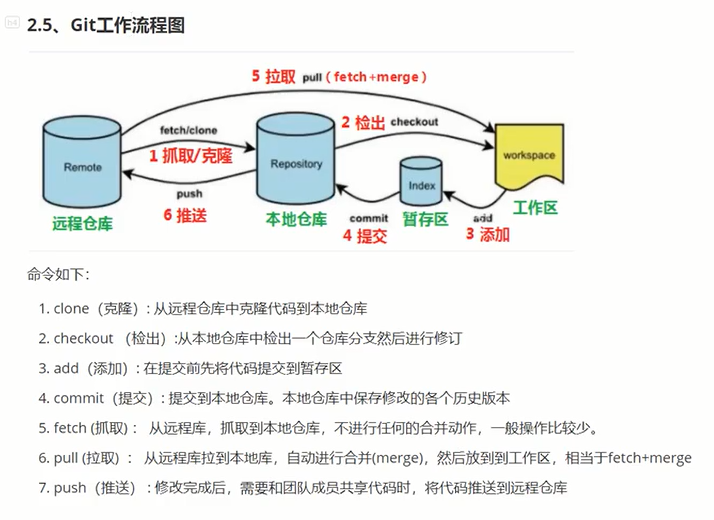 h4
2.5、Git工作流程图
5 拉取 pull ( fetch +merge )
fetch/clone
2 检出 checkout
1 抓取/克隆
Remote
Repository
workspace
Index
push
远程仓库
6 推送
本地仓库
commit
暂存区
add
工作区
4 提交
3 添加
命令如下：
1. clone（克隆）: 从远程仓库中克隆代码到本地仓库
2. checkout （检出）:从本地仓库中检出一个仓库分支然后进行修订
3. add（添加）: 在提交前先将代码提交到暂存区
4. commit（提交）: 提交到本地仓库。本地仓库中保存修改的各个历史版本
5. fetch (抓取) ： 从远程库，抓取到本地仓库，不进行任何的合并动作，一般操作比较少。
6. pull (拉取) ： 从远程库拉到本地库，自动进行合并(merge)，然后放到到工作区，相当于fetch+merge
7. push（推送） : 修改完成后，需要和团队成员共享代码时，将代码推送到远程仓库